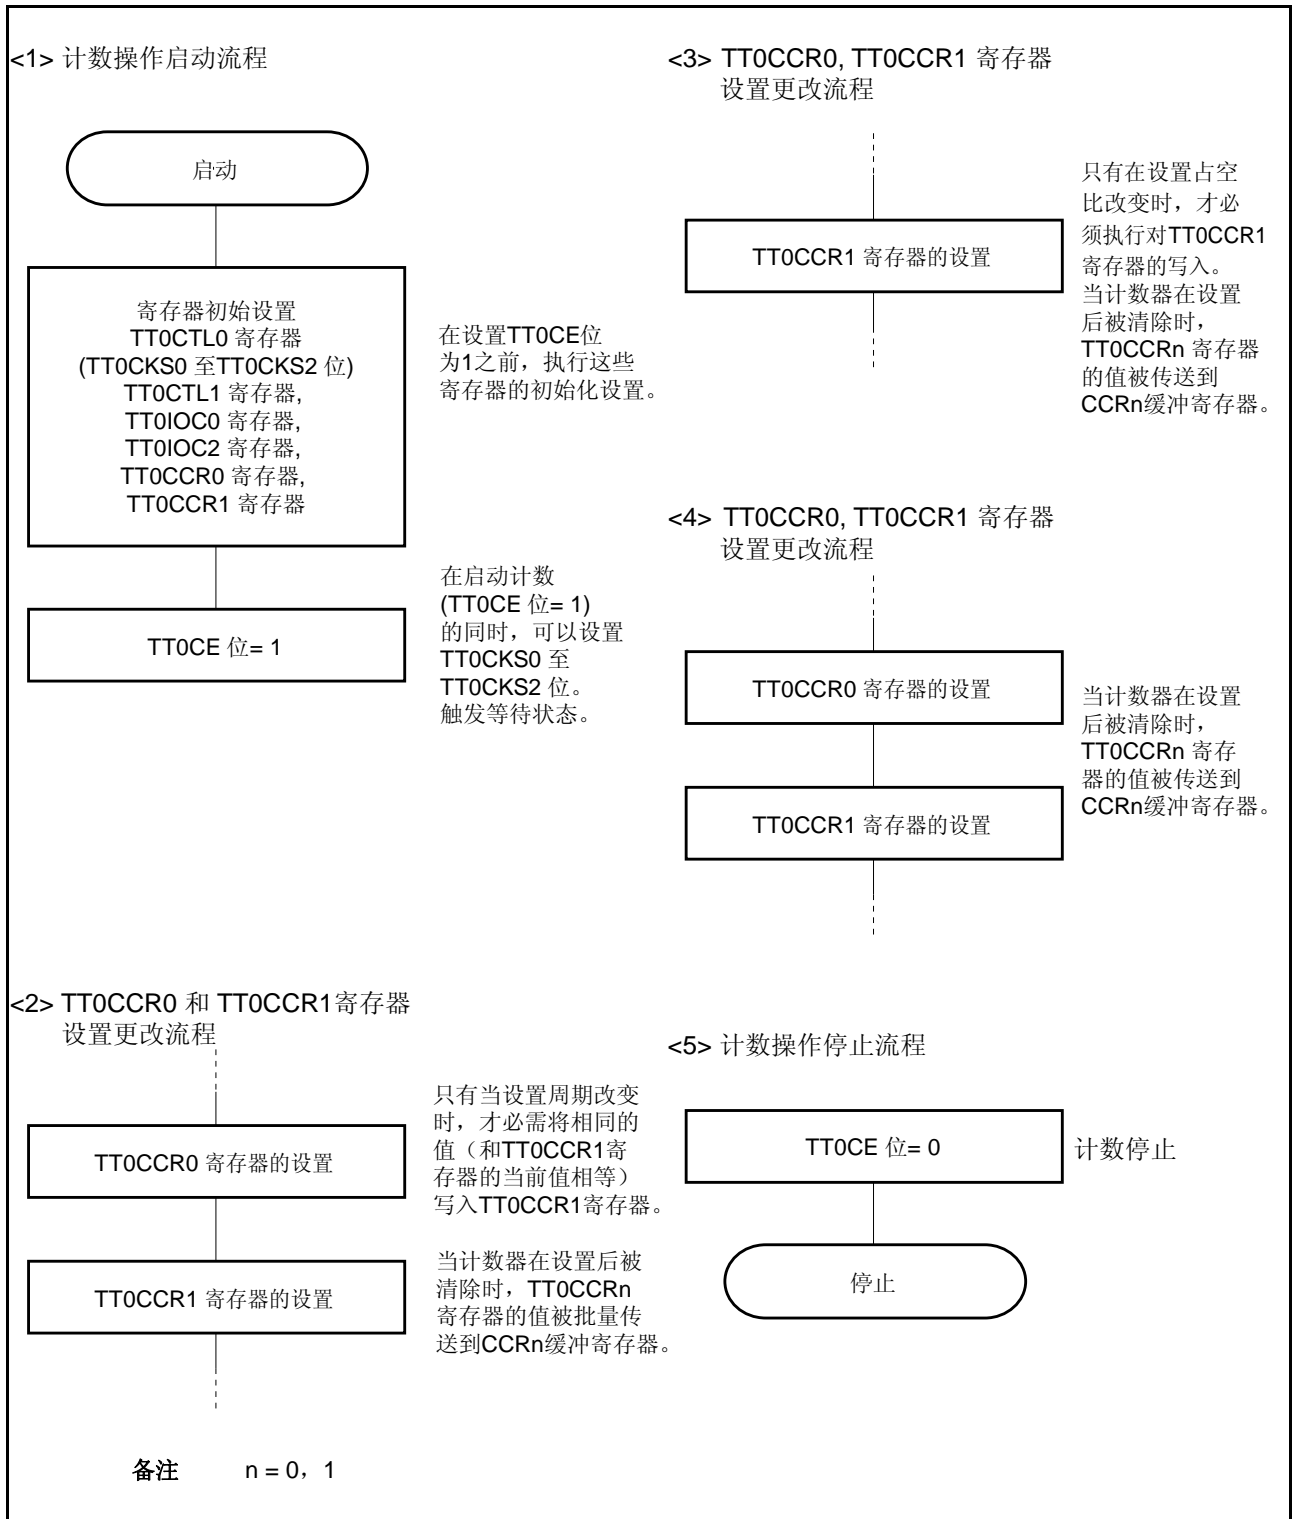 <1> 计数操作启动流程
启动
寄存器初始设置
TT0CTL0 寄存器
(TT0CKS0 至TT0CKS2 位)
TT0CTL1 寄存器,
TT0IOC0 寄存器,
TT0IOC2 寄存器,
TT0CCR0 寄存器,
TT0CCR1 寄存器
在设置TT0CE位
为1之前，执行这些
寄存器的初始化设置。
TT0CE 位= 1
在启动计数
(TT0CE 位= 1)
的同时，可以设置
TT0CKS0 至
TT0CKS2 位。
触发等待状态。
<2> TT0CCR0 和 TT0CCR1寄存器
设置更改流程
TT0CCR0 寄存器的设置
只有当设置周期改变
时，才必需将相同的
值（和TT0CCR1寄
存器的当前值相等）
写入TT0CCR1寄存器。
TT0CCR1 寄存器的设置
当计数器在设置后被
清除时，TT0CCRn
寄存器的值被批量传
送到CCRn缓冲寄存器。
备注 n = 0，1
<3> TT0CCR0, TT0CCR1 寄存器
设置更改流程
TT0CCR1 寄存器的设置
只有在设置占空
比改变时，才必
须执行对TT0CCR1
寄存器的写入。
当计数器在设置
后被清除时，
TT0CCRn 寄存器
的值被传送到
CCRn缓冲寄存器。
<4> TT0CCR0, TT0CCR1 寄存器
设置更改流程
TT0CCR0 寄存器的设置
TT0CCR1 寄存器的设置
当计数器在设置
后被清除时，
TT0CCRn 寄存
器的值被传送到
CCRn缓冲寄存器。
<5> 计数操作停止流程
TT0CE 位= 0
计数停止
停止